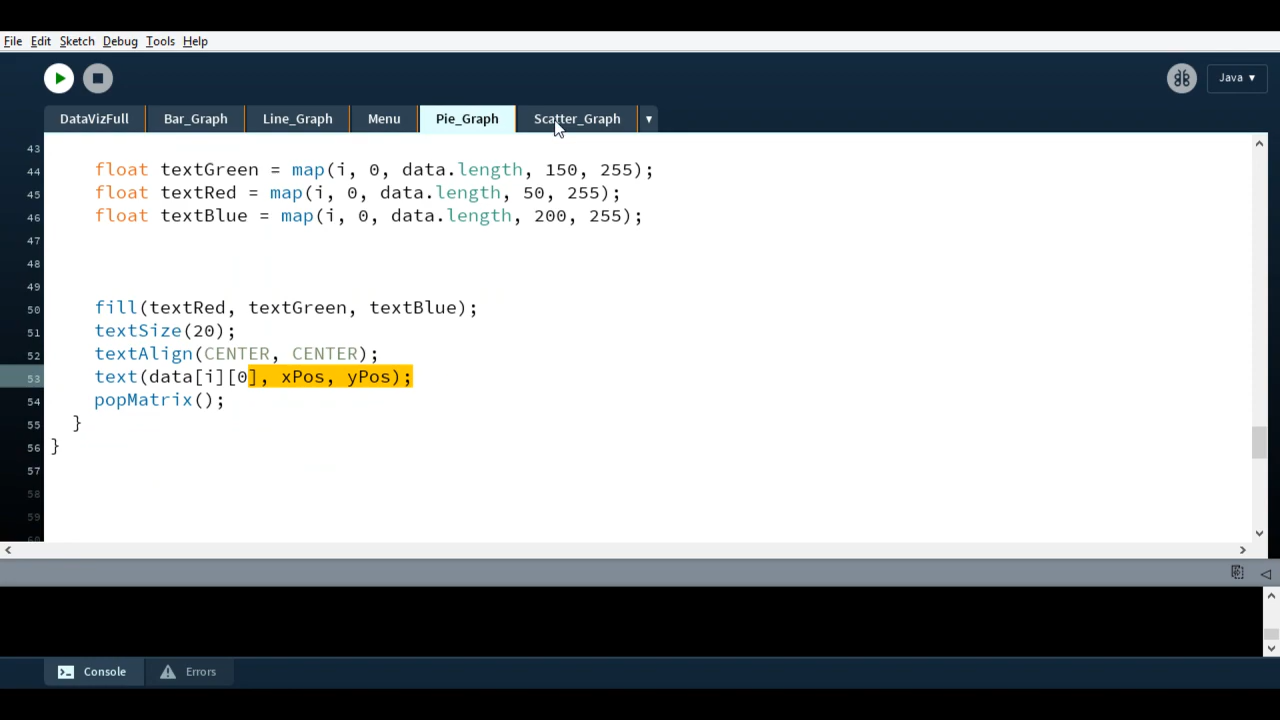 File Edit Sketch Debug Tools Help
Java ▼
DataVizFull Bar_Graph Line_Graph Menu Pie_Graph Scatter_Graph ▼
43
44 float textGreen = map(i, 0, data.length, 150, 255);
45 float textRed = map(i, 0, data.length, 50, 255);
46 float textBlue = map(i, 0, data.length, 200, 255);
47
48
49
50 fill(textRed, textGreen, textBlue);
51 textSize(20);
52 textAlign(CENTER, CENTER);
53 text(data[i][0], xPos, yPos);
54 popMatrix();
55 }
56 }
57
58
59
60
Console Errors